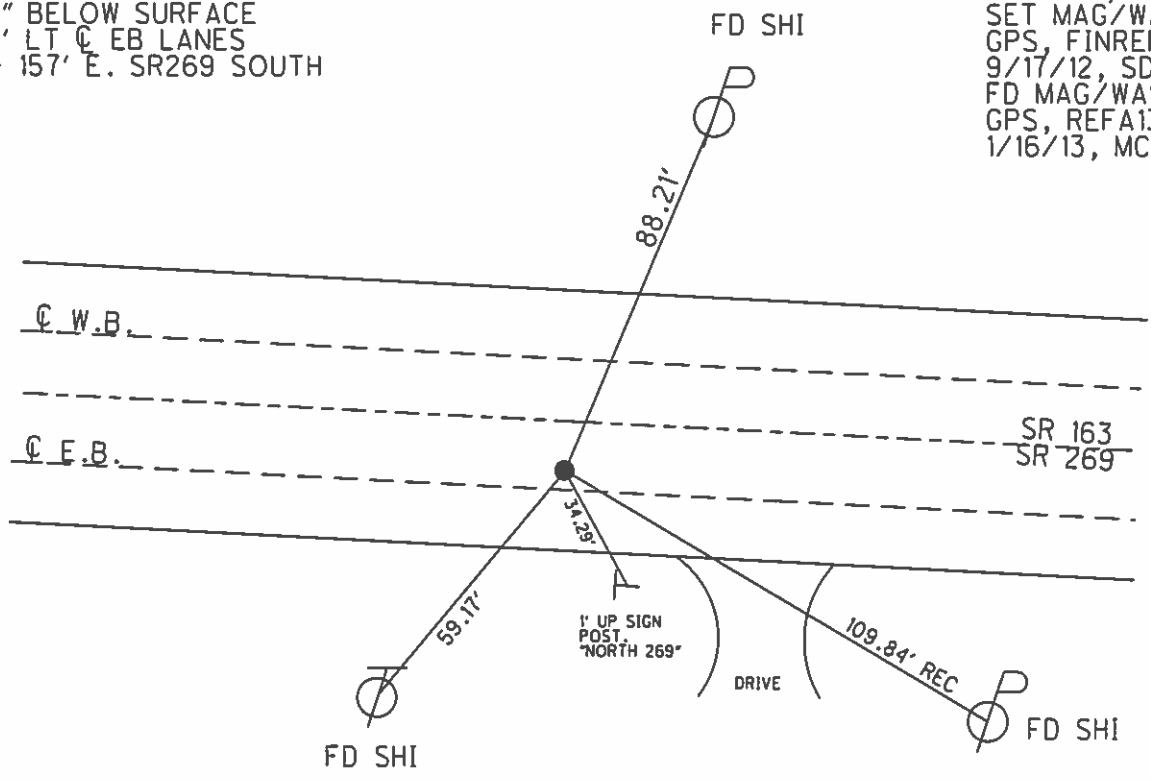 " BELOW SURFACE
' LT ℄ EB LANES
157' E. SR269 SOUTH
FD SHI
SET MAG/W
GPS,
9/17/12, SD
FD MAG/WA
GPS,
1/16/13, MC
88.21'
℄ W.B.
SR 163
℄ E.B.
SR 269
34.29'
59.17'
1' UP SIGN
POST.
"NORTH 269"
109.84' REC
DRIVE
FD SHI
FD SHI